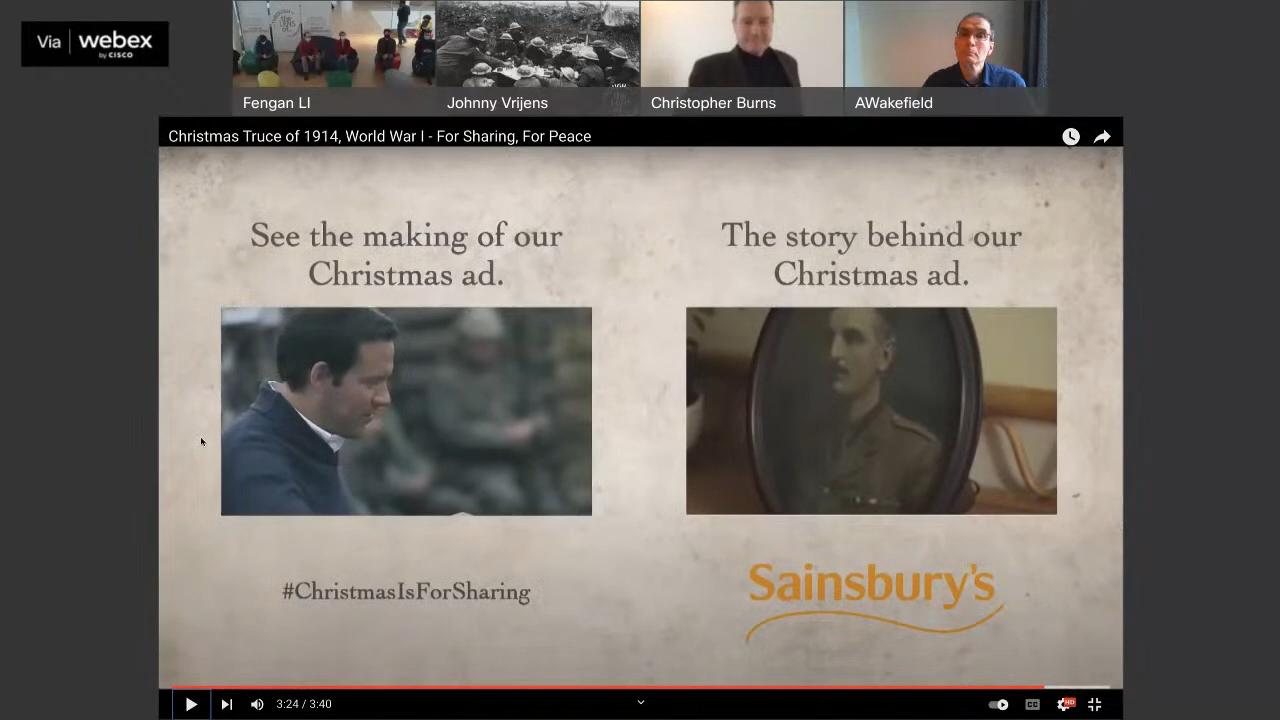 Via webex
by CISCO
Fengan LI
Johnny Vrijens
Christopher Burns
AWakefield
Christmas Truce of 1914, World War I - For Sharing, For Peace
See the making of our
Christmas ad.
The story behind our
Christmas ad.
#ChristmasIsForSharing
Sainsbury's
3:24 / 3:40
CC
HD